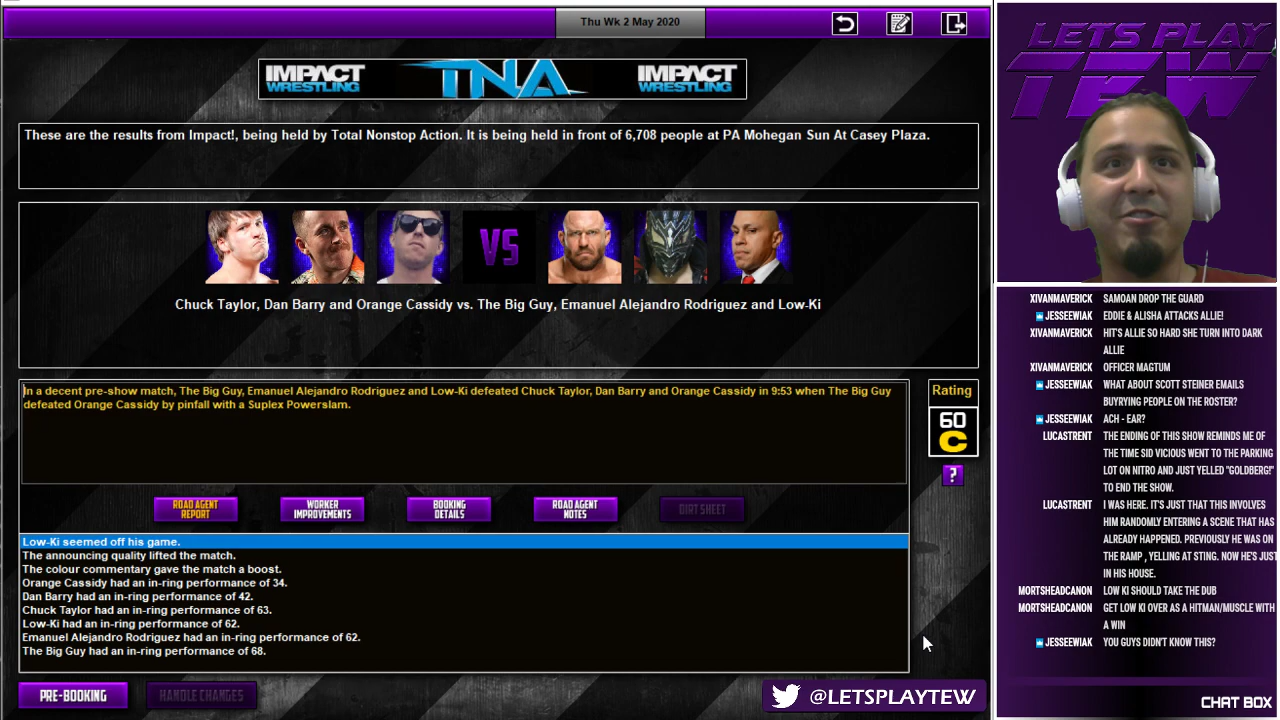 Thu Wk 2 May 2020
LETS PLAY
TEW
IMPACT
WRESTLING
TNA
IMPACT
WRESTLING
These are the results from Impact!, being held by Total Nonstop Action. It is being held in front of 6,708 people at PA Mohegan Sun At Casey Plaza.
VS
Chuck Taylor, Dan Barry and Orange Cassidy vs. The Big Guy, Emanuel Alejandro Rodriguez and Low-Ki
In a decent pre-show match, The Big Guy, Emanuel Alejandro Rodriguez and Low-Ki defeated Chuck Taylor, Dan Barry and Orange Cassidy in 9:53 when The Big Guy
defeated Orange Cassidy by pinfall with a Suplex Powerslam.
Rating
60
C
?
ROAD AGENT
REPORT
WORKER
IMPROVEMENTS
BOOKING
DETAILS
ROAD AGENT
NOTES
DIRT SHEET
Low-Ki seemed off his game.
The announcing quality lifted the match.
The colour commentary gave the match a boost.
Orange Cassidy had an in-ring performance of 34.
Dan Barry had an in-ring performance of 42.
Chuck Taylor had an in-ring performance of 63.
Low-Ki had an in-ring performance of 62.
Emanuel Alejandro Rodriguez had an in-ring performance of 62.
The Big Guy had an in-ring performance of 68.
PRE-BOOKING
HANDLE CHANGES
@LETSPLAYTEW
XIVANMAVERICK SAMOAN DROP THE GUARD
JESSEEWIAK EDDIE & ALISHA ATTACKS ALLIE!
XIVANMAVERICK HIT'S ALLIE SO HARD SHE TURN INTO DARK
ALLIE
XIVANMAVERICK OFFICER MAGTUM
JESSEEWIAK WHAT ABOUT SCOTT STEINER EMAILS
BUYRYING PEOPLE ON THE ROSTER?
JESSEEWIAK ACH - EAR?
LUCASTRENT THE ENDING OF THIS SHOW REMINDS ME OF
THE TIME SID VICIOUS WENT TO THE PARKING
LOT ON NITRO AND JUST YELLED "GOLDBERG!"
TO END THE SHOW.
LUCASTRENT I WAS HERE. IT'S JUST THAT THIS INVOLVES
HIM RANDOMLY ENTERING A SCENE THAT HAS
ALREADY HAPPENED. PREVIOUSLY HE WAS ON
THE RAMP , YELLING AT STING. NOW HE'S JUST
IN HIS HOUSE.
MORTSHEADCANON LOW KI SHOULD TAKE THE DUB
MORTSHEADCANON GET LOW KI OVER AS A HITMAN/MUSCLE WITH
A WIN
JESSEEWIAK YOU GUYS DIDN'T KNOW THIS?
CHAT BOX